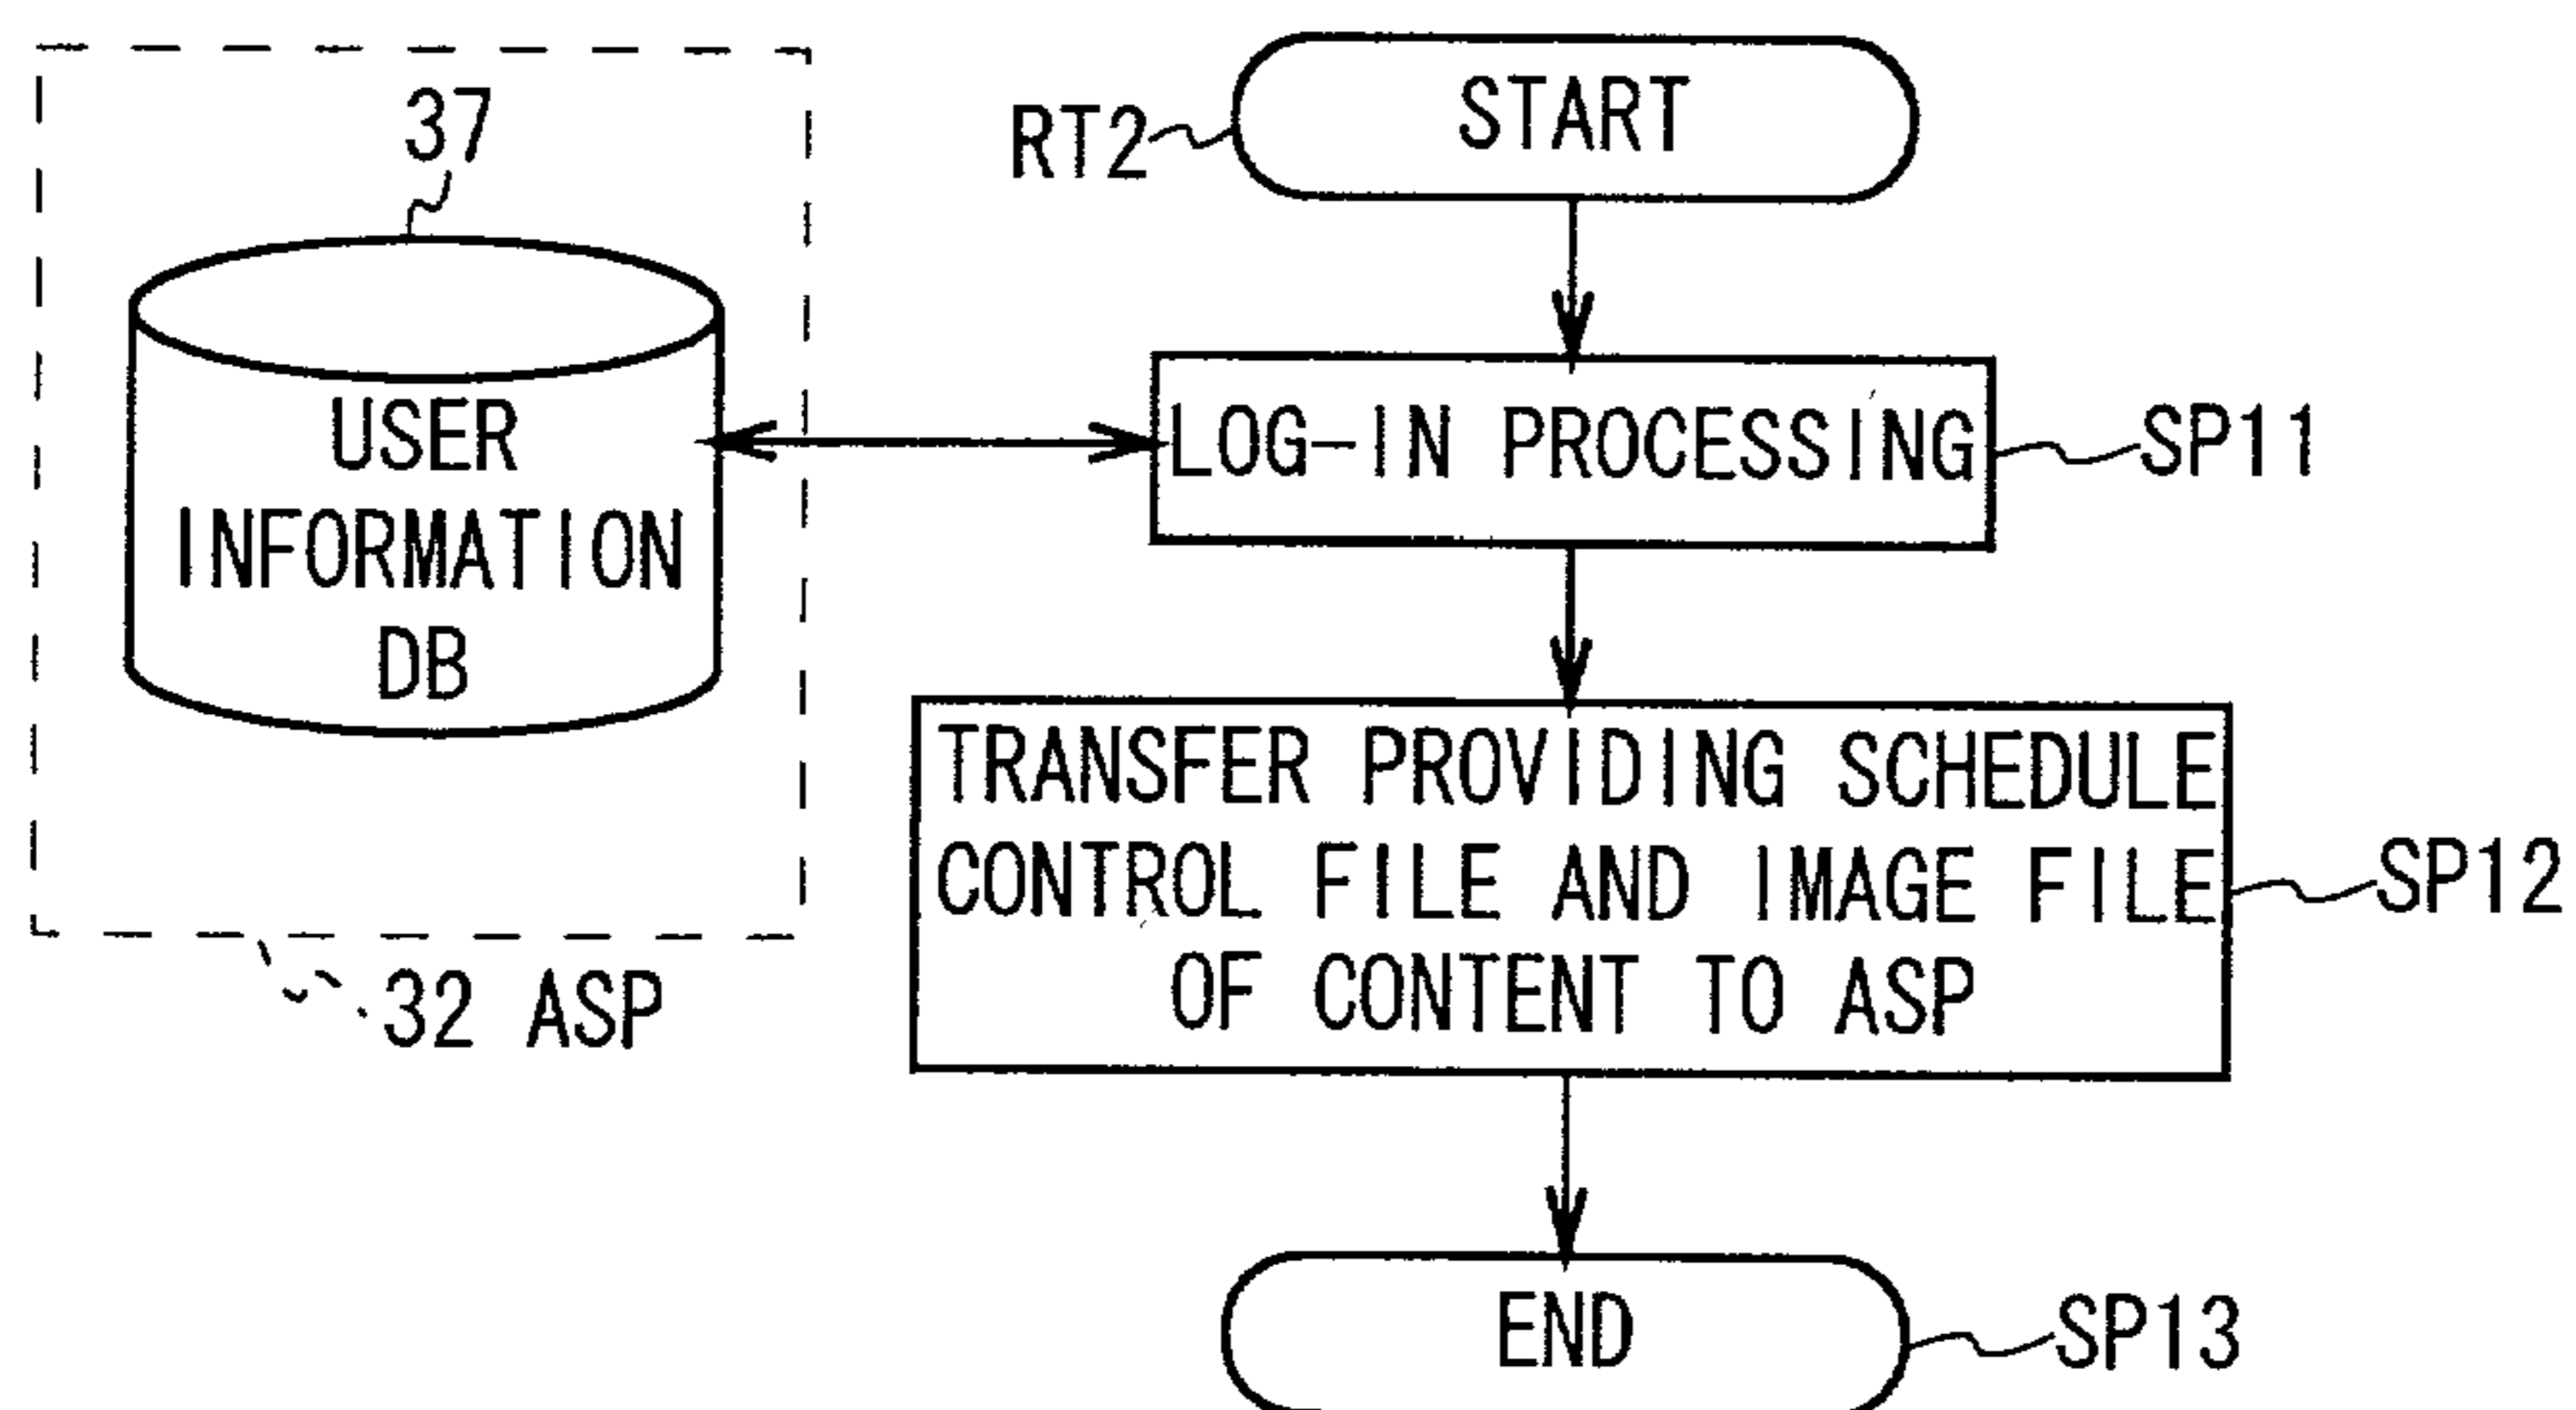 37
USER
INFORMATION
DB
32 ASP
RT2
START
LOG-IN PROCESSING
SP11
TRANSFER PROVIDING SCHEDULE
CONTROL FILE AND IMAGE FILE
OF CONTENT TO ASP
SP12
END
SP13